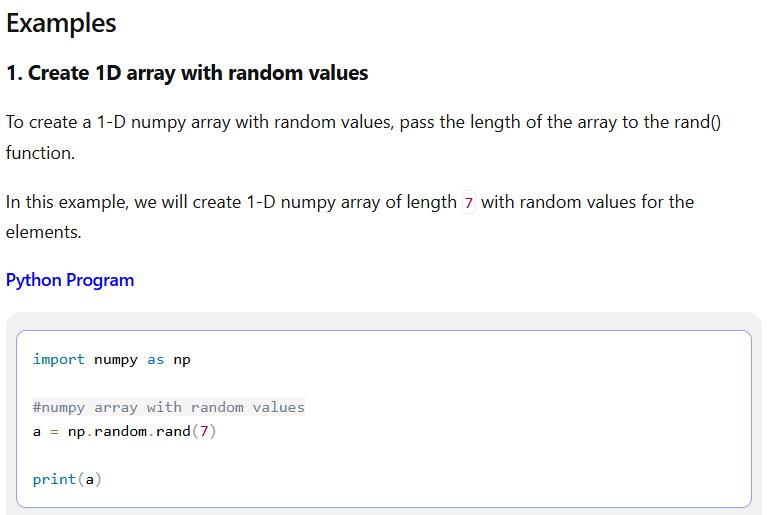 Examples
1. Create 1D array with random values
To create a 1-D numpy array with random values, pass the length of the array to the rand()
function.
In this example, we will create 1-D numpy array of length 7 with random values for the
elements.
Python Program
import numpy as np
#numpy array with random values
a = np.random.rand(7)
print(a)